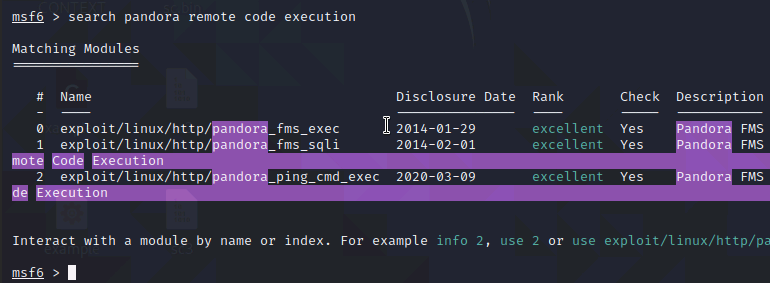 msf6 > search pandora remote code execution
Matching Modules
================
# Name Disclosure Date Rank Check Description
- ---- --------------- ---- ----- -----------
0 exploit/linux/http/pandora_fms_exec 2014-01-29 excellent Yes Pandora FMS
1 exploit/linux/http/pandora_fms_sqli 2014-02-01 excellent Yes Pandora FMS
mote Code Execution
2 exploit/linux/http/pandora_ping_cmd_exec 2020-03-09 excellent Yes Pandora FMS
de Execution
Interact with a module by name or index. For example info 2, use 2 or use exploit/linux/http/pa
msf6 >